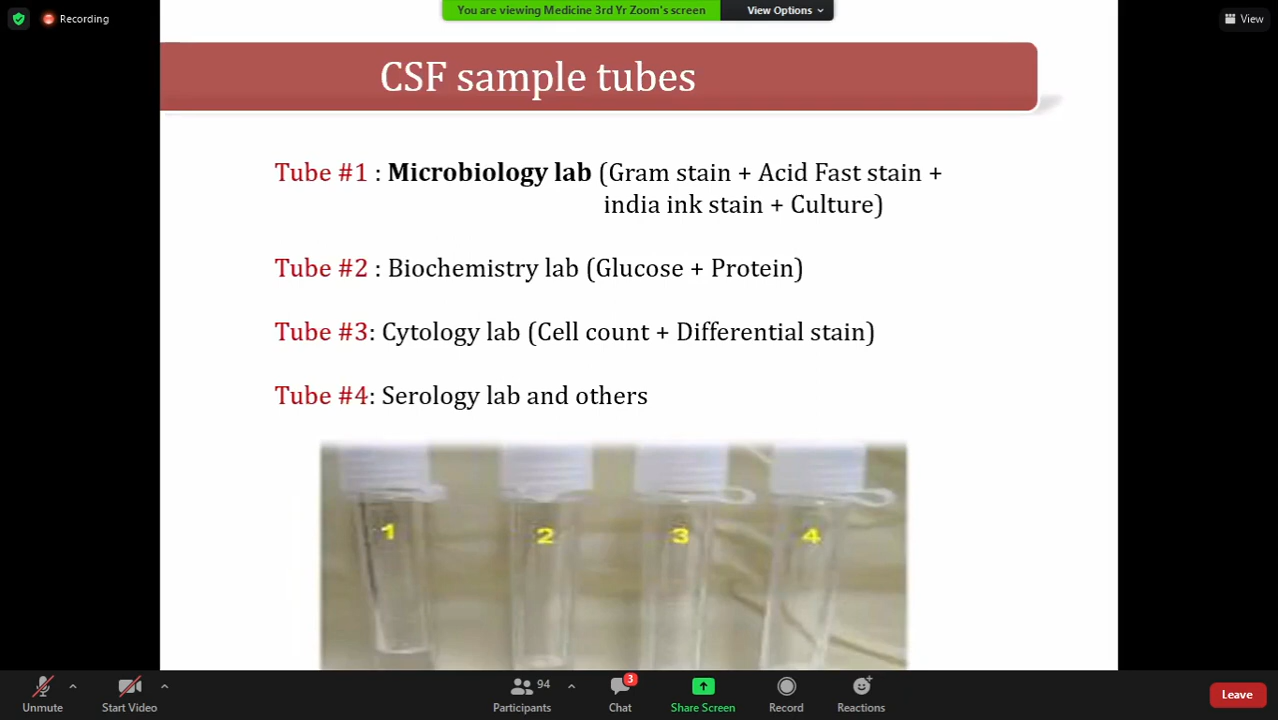 Recording
You are viewing Medicine 3rd Yr Zoom's screen
View Options
View
CSF sample tubes
Tube #1 : Microbiology lab (Gram stain + Acid Fast stain +
india ink stain + Culture)
Tube #2 : Biochemistry lab (Glucose + Protein)
Tube #3: Cytology lab (Cell count + Differential stain)
Tube #4: Serology lab and others
1 2 3 4
94
3
Unmute
Start Video
Participants
Chat
Share Screen
Record
Reactions
Leave